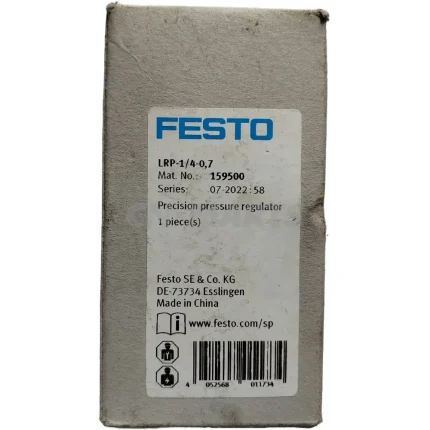 FESTO
LRP-1/4-0,7
Mat. No.: 159500
Series: 07-2022:58
Precision pressure regulator
1 piece(s)
Festo SE & Co. KG
DE-73734 Esslingen
Made in China
www.festo.com/sp
4 052568 011734